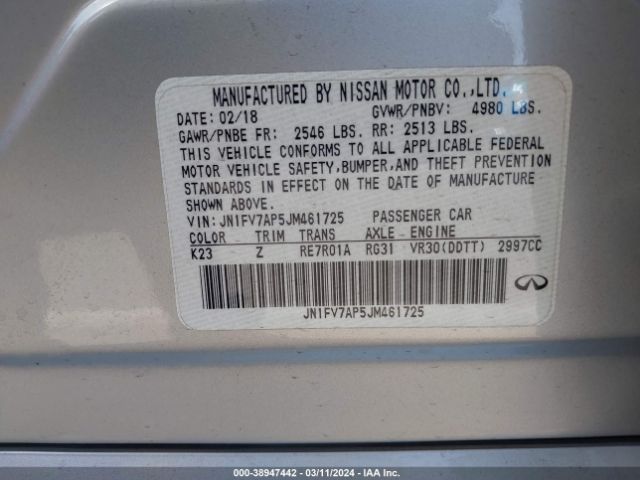 MANUFACTURED BY NISSAN MOTOR CO.,LTD.
DATE: 02/18 GVWR/PNBV: 4980 LBS.
GAWR/PNBE FR: 2546 LBS. RR: 2513 LBS.
THIS VEHICLE CONFORMS TO ALL APPLICABLE FEDERAL
MOTOR VEHICLE SAFETY,BUMPER,AND THEFT PREVENTION
STANDARDS IN EFFECT ON THE DATE OF MANUFACTURE
SHOWN ABOVE.
VIN: JN1FV7AP5JM461725 PASSENGER CAR
COLOR TRIM TRANS AXLE ENGINE
K23 Z RE7R01A RG31 VR30(DDTT) 2997CC
JN1FV7AP5JM461725
000-38947442 - 03/11/2024 - IAA Inc.